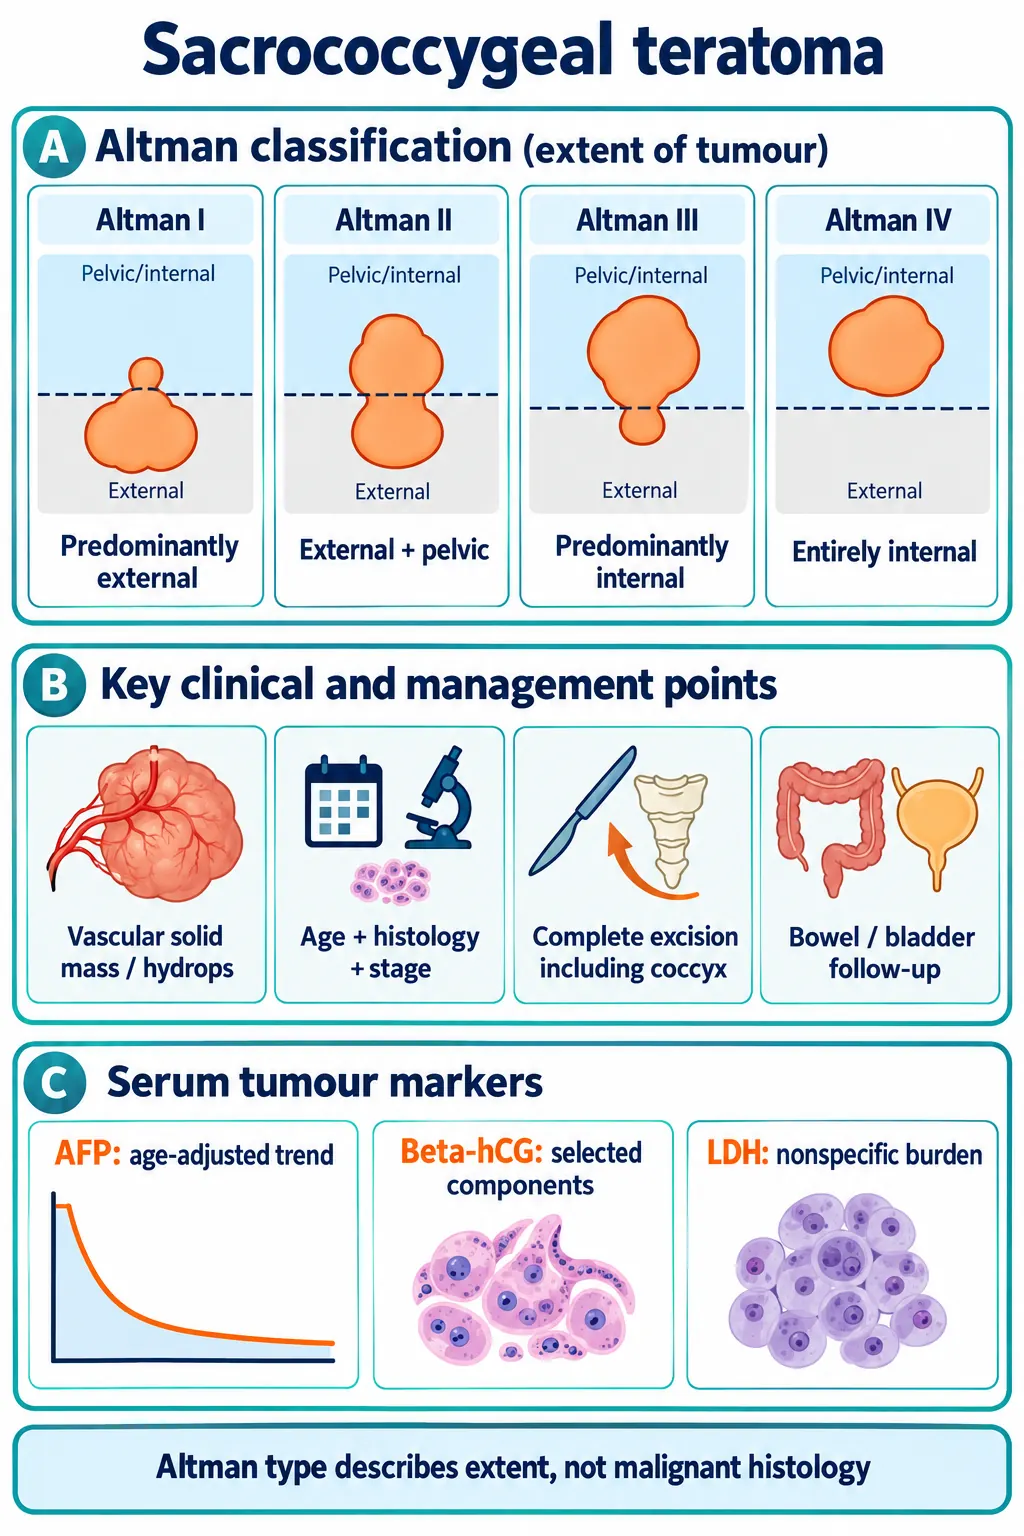 Sacrococcygeal teratoma
A Altman classification (extent of tumour)
Altman I
Pelvic/internal
External
Predominantly
external
Altman II
Pelvic/internal
External
External + pelvic
Altman III
Pelvic/internal
External
Predominantly
internal
Altman IV
Pelvic/internal
External
Entirely internal
B Key clinical and management points
Vascular solid
mass / hydrops
Age + histology
+ stage
Complete excision
including coccyx
Bowel / bladder
follow-up
C Serum tumour markers
AFP: age-adjusted trend
Beta-hCG: selected
components
LDH: nonspecific burden
Altman type describes extent, not malignant histology